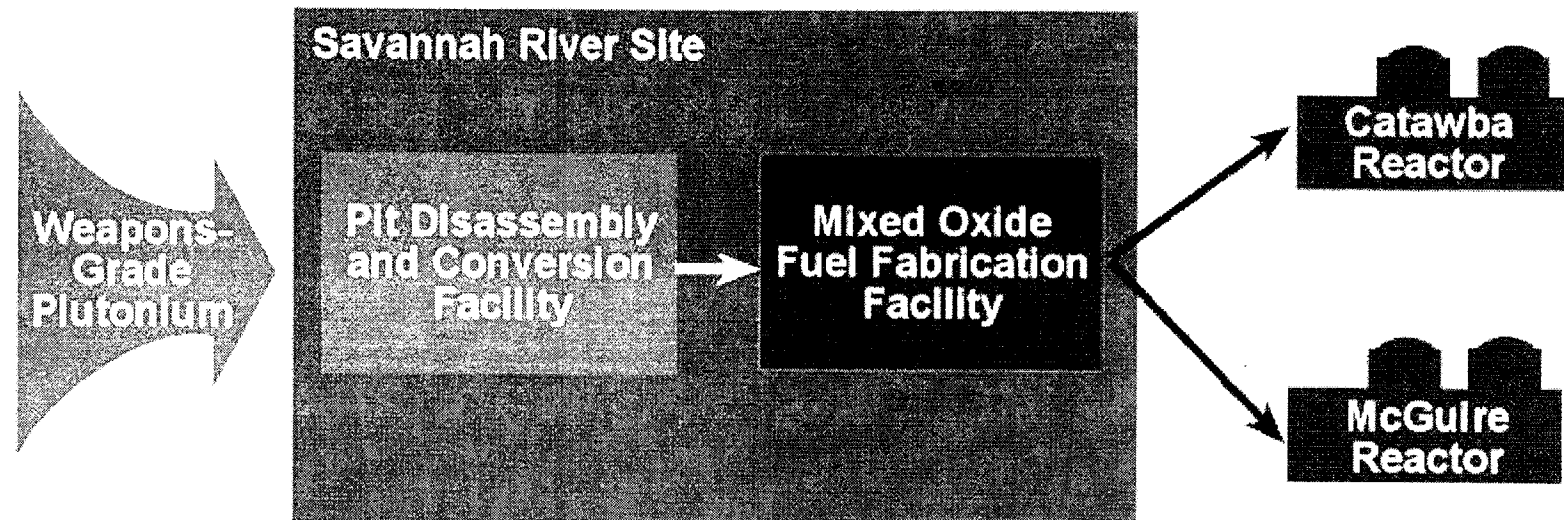 Savannah River Site
Weapons-
Grade
Plutonium
Pit Disassembly
and Conversion
Facility
Mixed Oxide
Fuel Fabrication
Facility
Catawba
Reactor
McGuire
Reactor